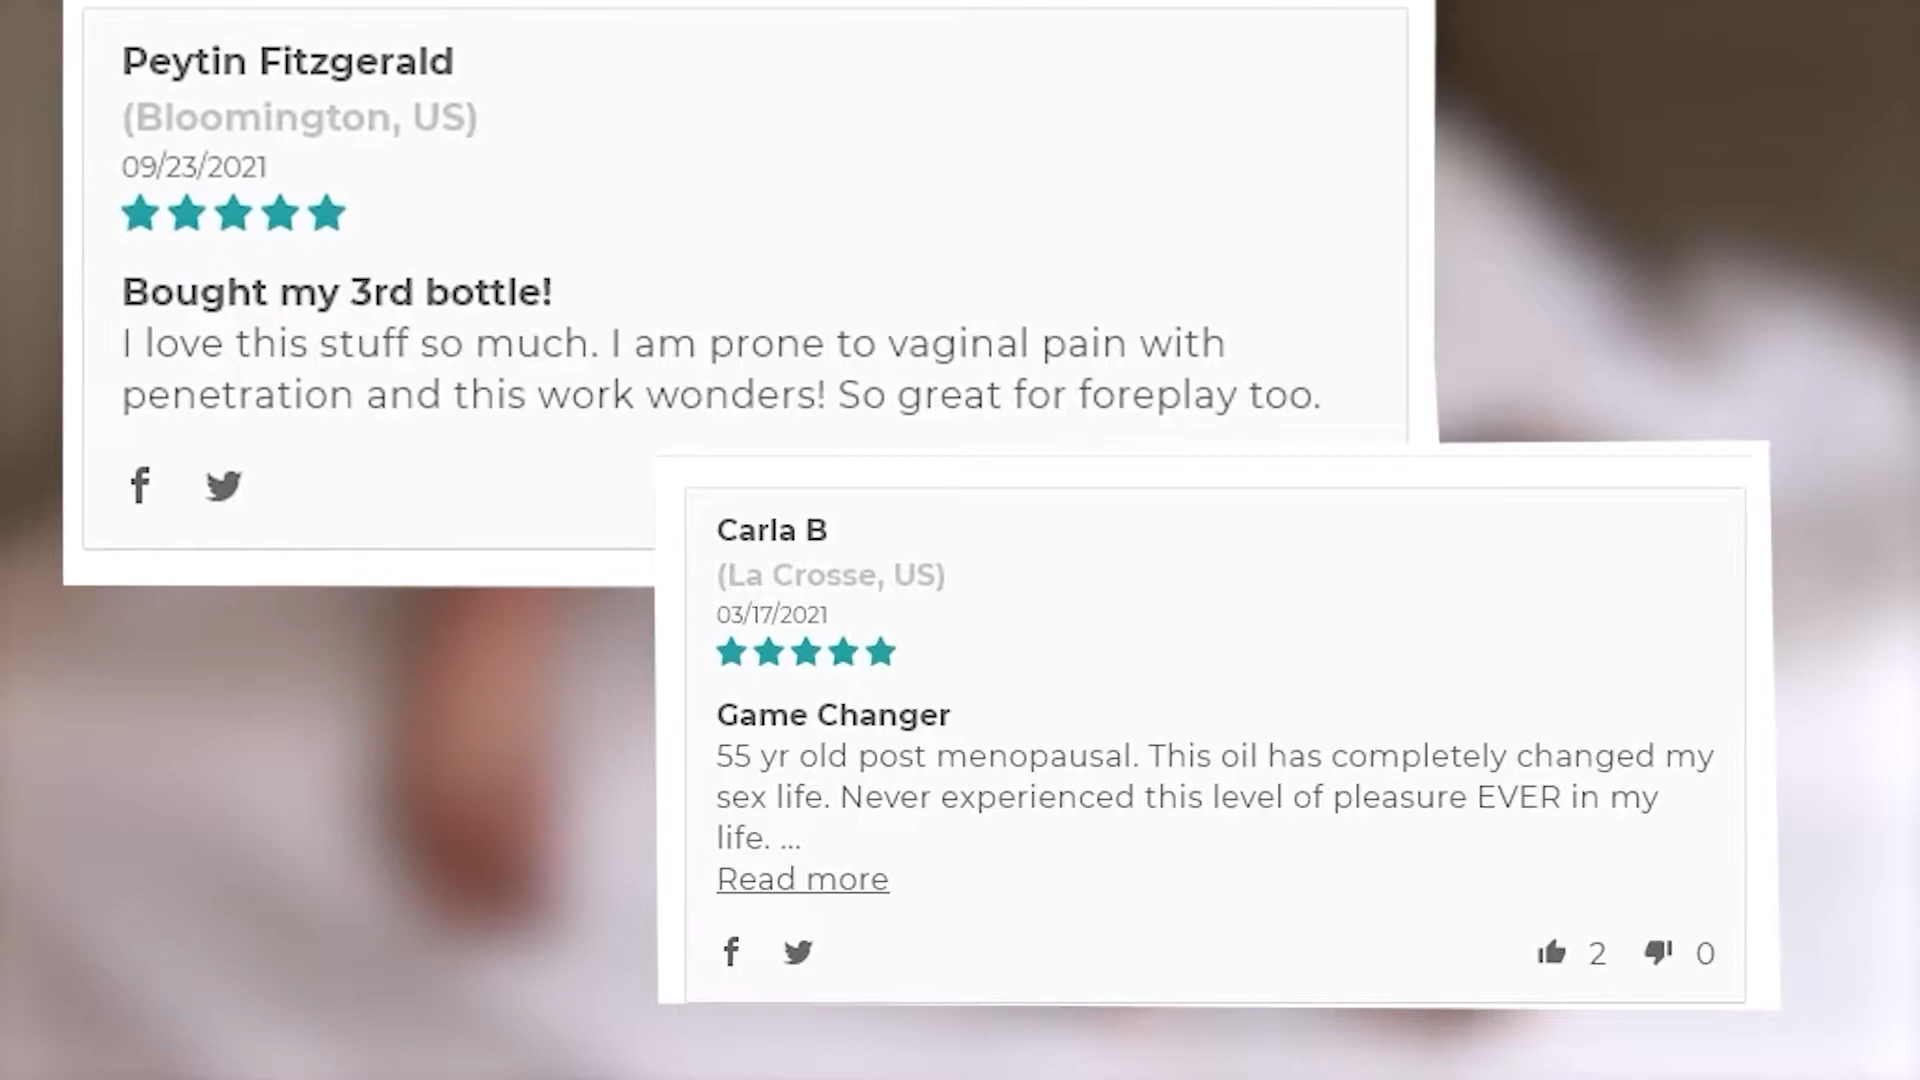 Peytin Fitzgerald
(Bloomington, US)
09/23/2021
Bought my 3rd bottle!
I love this stuff so much. I am prone to vaginal pain with
penetration and this work wonders! So great for foreplay too.
Carla B
(La Crosse, US)
03/17/2021
Game Changer
55 yr old post menopausal. This oil has completely changed my
sex life. Never experienced this level of pleasure EVER in my
life. ...
Read more
2 0